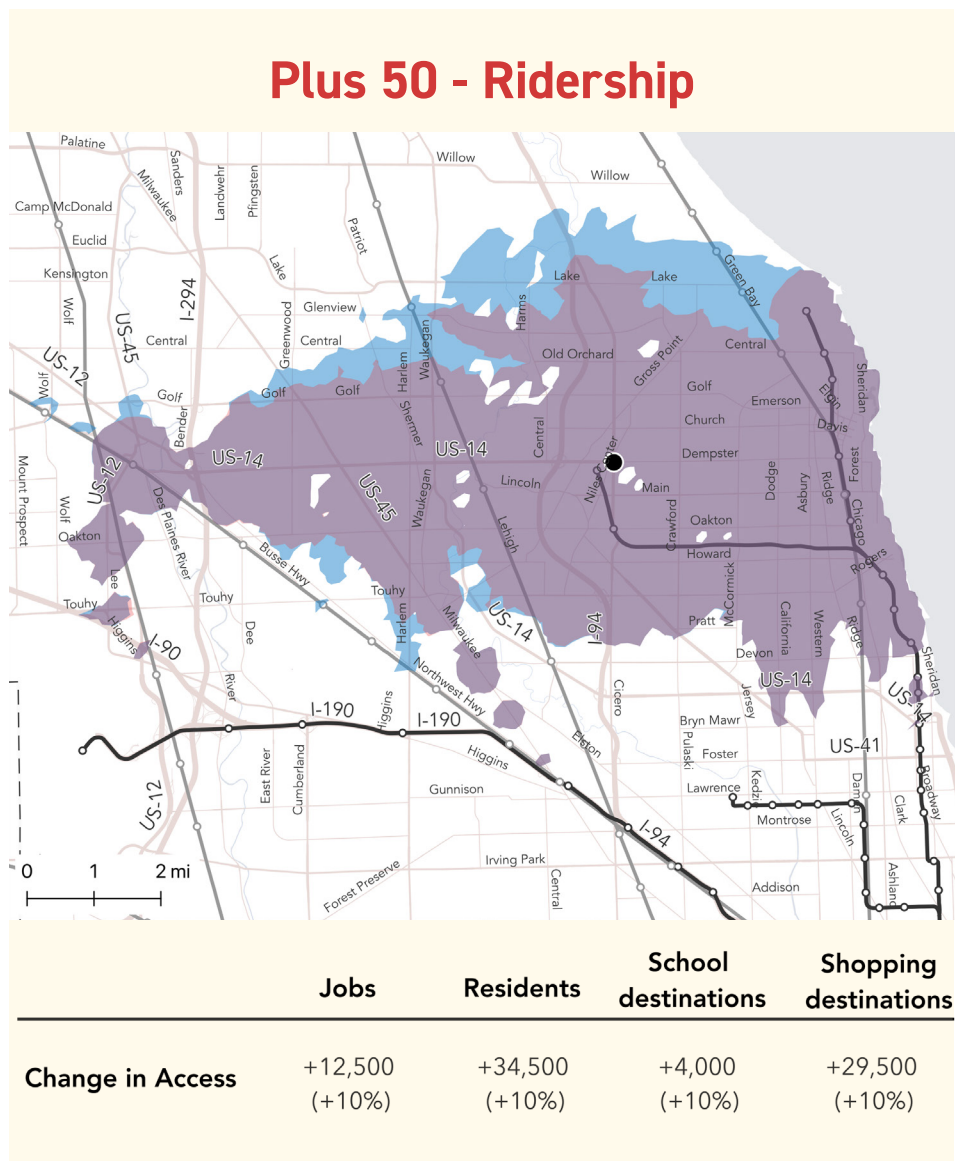 Plus 50 - Ridership
Palatine
Willow
Willow
Sanders
Milwaukee
Landwehr
Pfingsten
Camp McDonald
Euclid
Patriot
Kensington
Lake
Lake
Lake
Green Bay
I-294
Wolf
US-45
Glenview
Greenwood
Harms
Central
Central
Waukegan
Harlem
Old Orchard
Gross Point
Central
US-12
Wolf
Golf
Golf
Golf
Golf
Sheridan
Elgin
Emerson
Bender
Shermer
Central
Church
Davis
US-14
US-14
Dempster
Niles Center
Mount Prospect
US-12
US-45
Lincoln
Main
Dodge
Asbury
Ridge
Forest
Wolf
Des Plaines River
Waukegan
Crawford
Oakton
Chicago
Oakton
Lehigh
Howard
Busse Hwy
Rogers
Lee
Touhy
Touhy
Touhy
McCormick
Higgins
Dee
Harlem
Milwaukee
US-14
I-94
Pratt
California
Western
Ridge
I-90
Devon
Sheridan
River
Northwest Hwy
US-14
US-14
Cicero
Jersey
I-190
I-190
Higgins
Bryn Mawr
Elston
Pulaski
US-41
Higgins
Foster
East River
Cumberland
US-12
Gunnison
Lawrence
Kedzi
Damen
Broadway
Montrose
Lincoln
Clark
I-94
0 1 2 mi
Irving Park
Forest Preserve
Central
Addison
Ashland
Jobs
Residents
School
destinations
Shopping
destinations
Change in Access
+12,500
(+10%)
+34,500
(+10%)
+4,000
(+10%)
+29,500
(+10%)